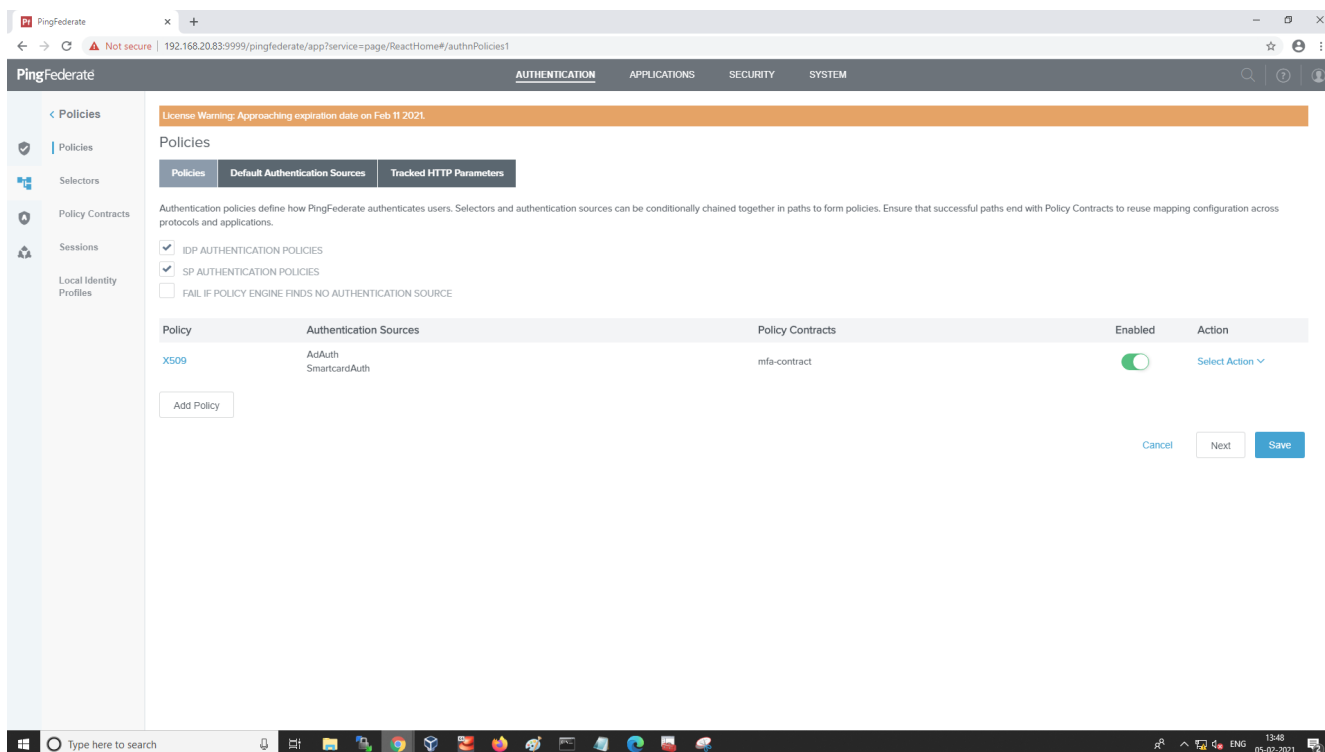 Pf PingFederate
Not secure 192.168.20.83:9999/pingfederate/app?service=page/ReactHome#/authnPolicies1
PingFederate AUTHENTICATION APPLICATIONS SECURITY SYSTEM
Policies
Policies
Selectors
Policy Contracts
Sessions
Local Identity
Profiles
License Warning: Approaching expiration date on Feb 11 2021.
Policies
Policies Default Authentication Sources Tracked HTTP Parameters
Authentication policies define how PingFederate authenticates users. Selectors and authentication sources can be conditionally chained together in paths to form policies. Ensure that successful paths end with Policy Contracts to reuse mapping configuration across
protocols and applications.
IDP AUTHENTICATION POLICIES
SP AUTHENTICATION POLICIES
FAIL IF POLICY ENGINE FINDS NO AUTHENTICATION SOURCE
Policy Authentication Sources Policy Contracts Enabled Action
X509 AdAuth mfa-contract Select Action
SmartcardAuth
Add Policy
Cancel Next Save
Type here to search
ENG
13:48
05-02-2021